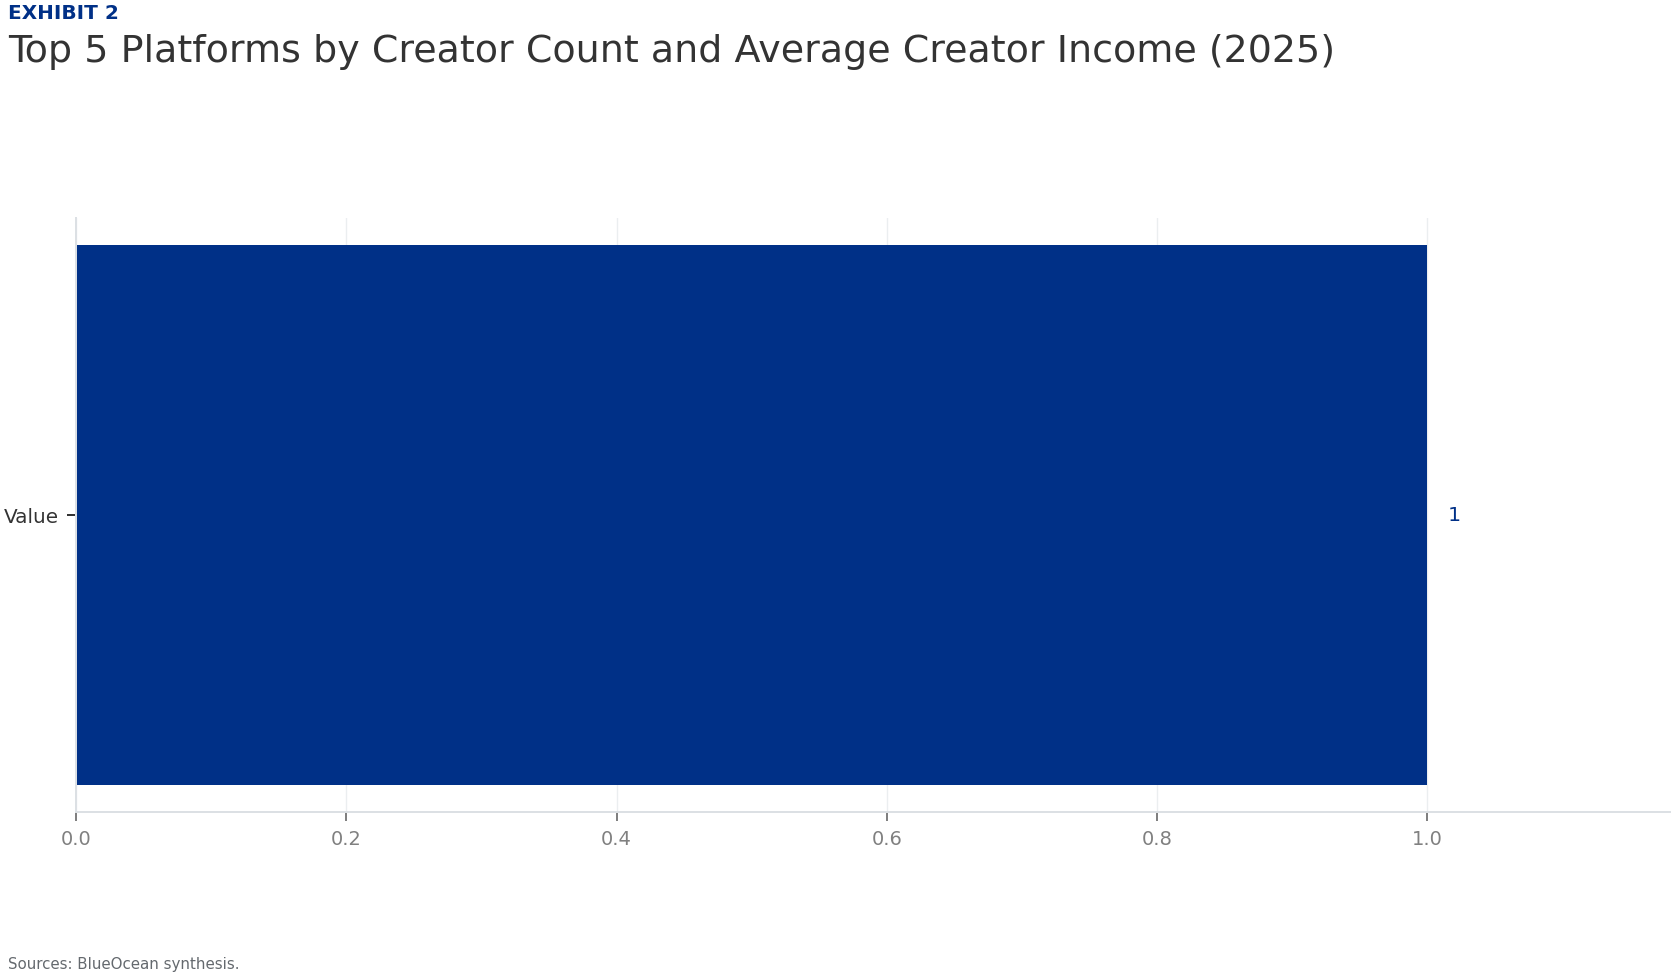 EXHIBIT 2
Top 5 Platforms by Creator Count and Average Creator Income (2025)
Value
1
0.0 0.2 0.4 0.6 0.8 1.0
Sources: BlueOcean synthesis.